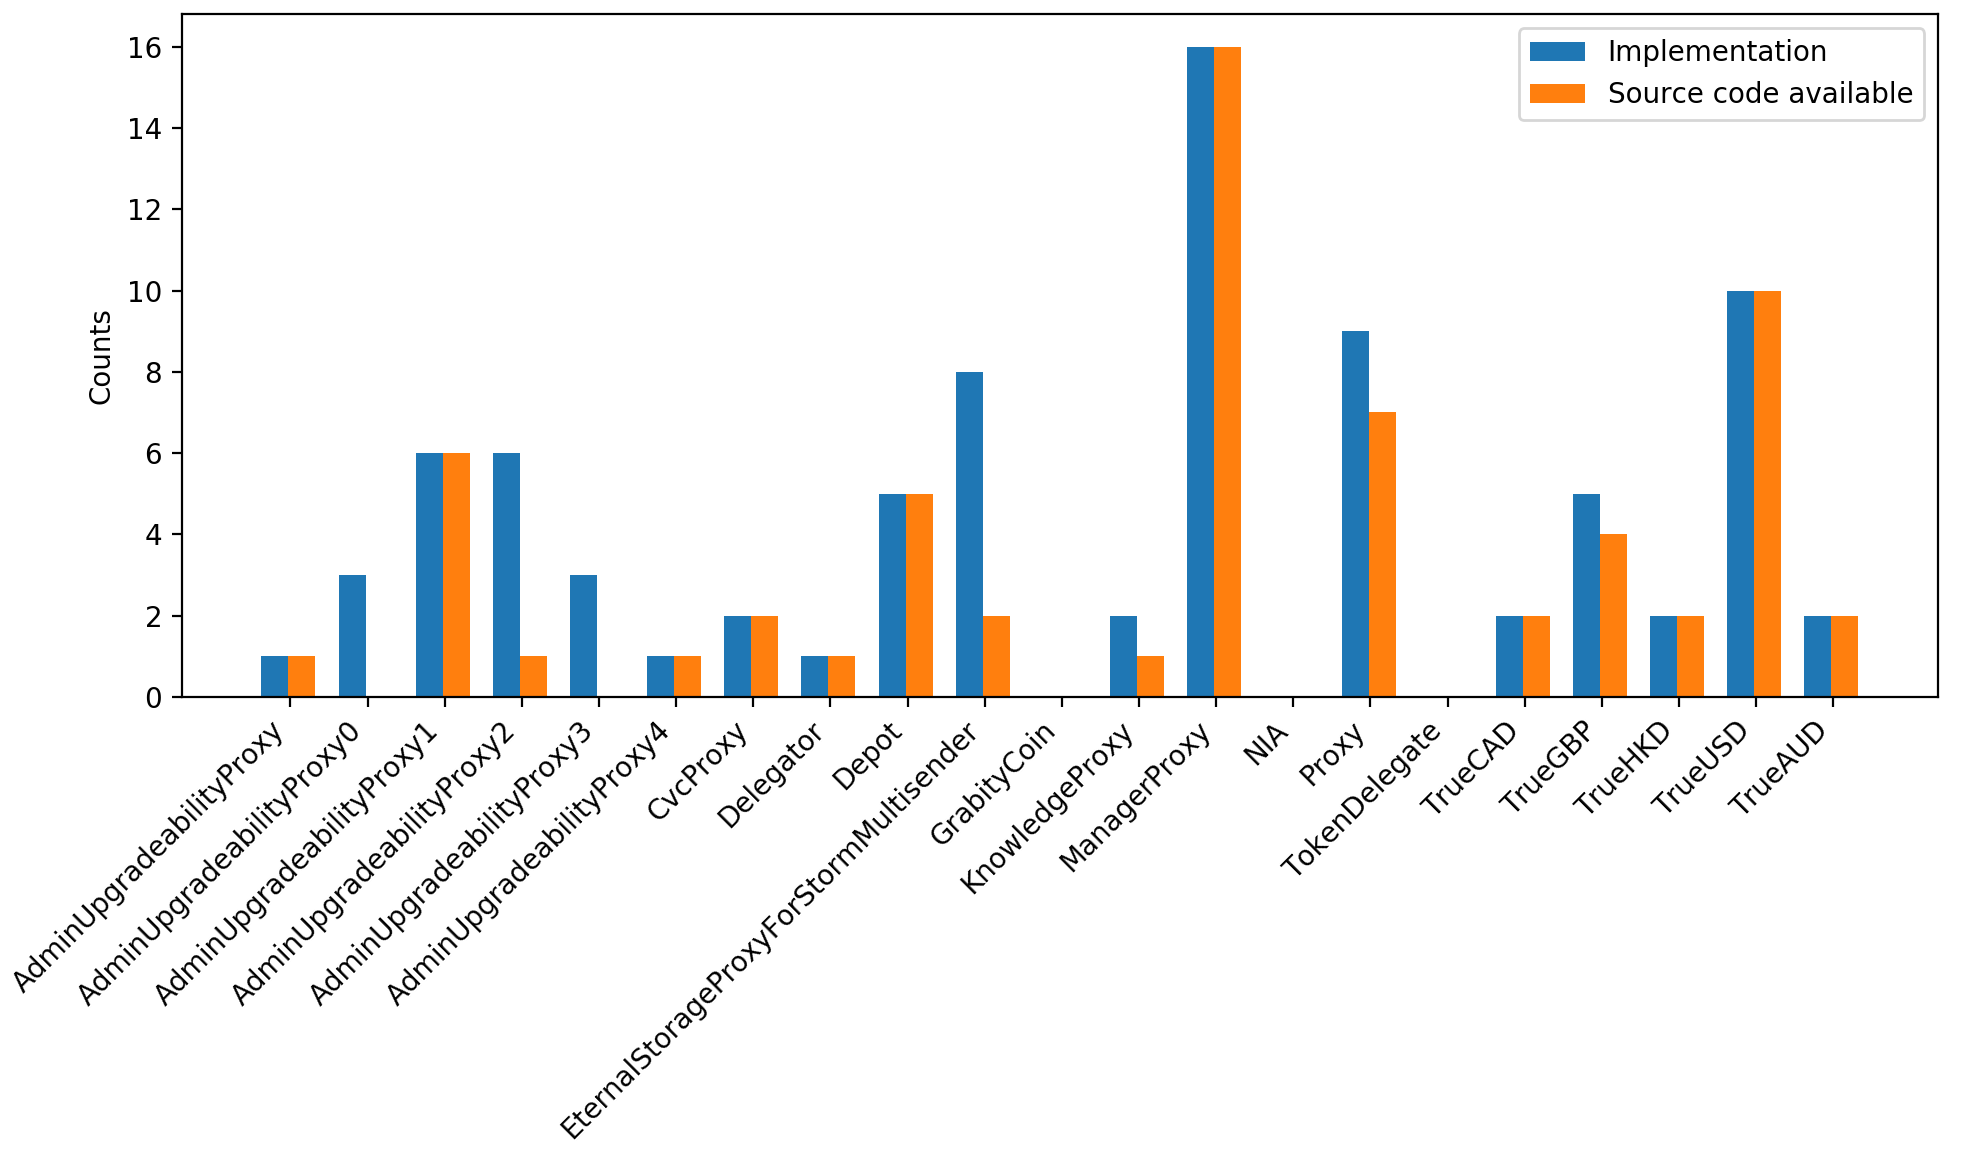 Implementation
Source code available
Counts
16
14
12
10
8
6
4
2
0
AdminUpgradeabilityProxy
AdminUpgradeabilityProxy0
AdminUpgradeabilityProxy1
AdminUpgradeabilityProxy2
AdminUpgradeabilityProxy3
AdminUpgradeabilityProxy4
CvcProxy
Delegator
Depot
EternalStorageProxyForStormMultisender
GrabityCoin
KnowledgeProxy
ManagerProxy
NIA
Proxy
TokenDelegate
TrueCAD
TrueGBP
TrueHKD
TrueUSD
TrueAUD